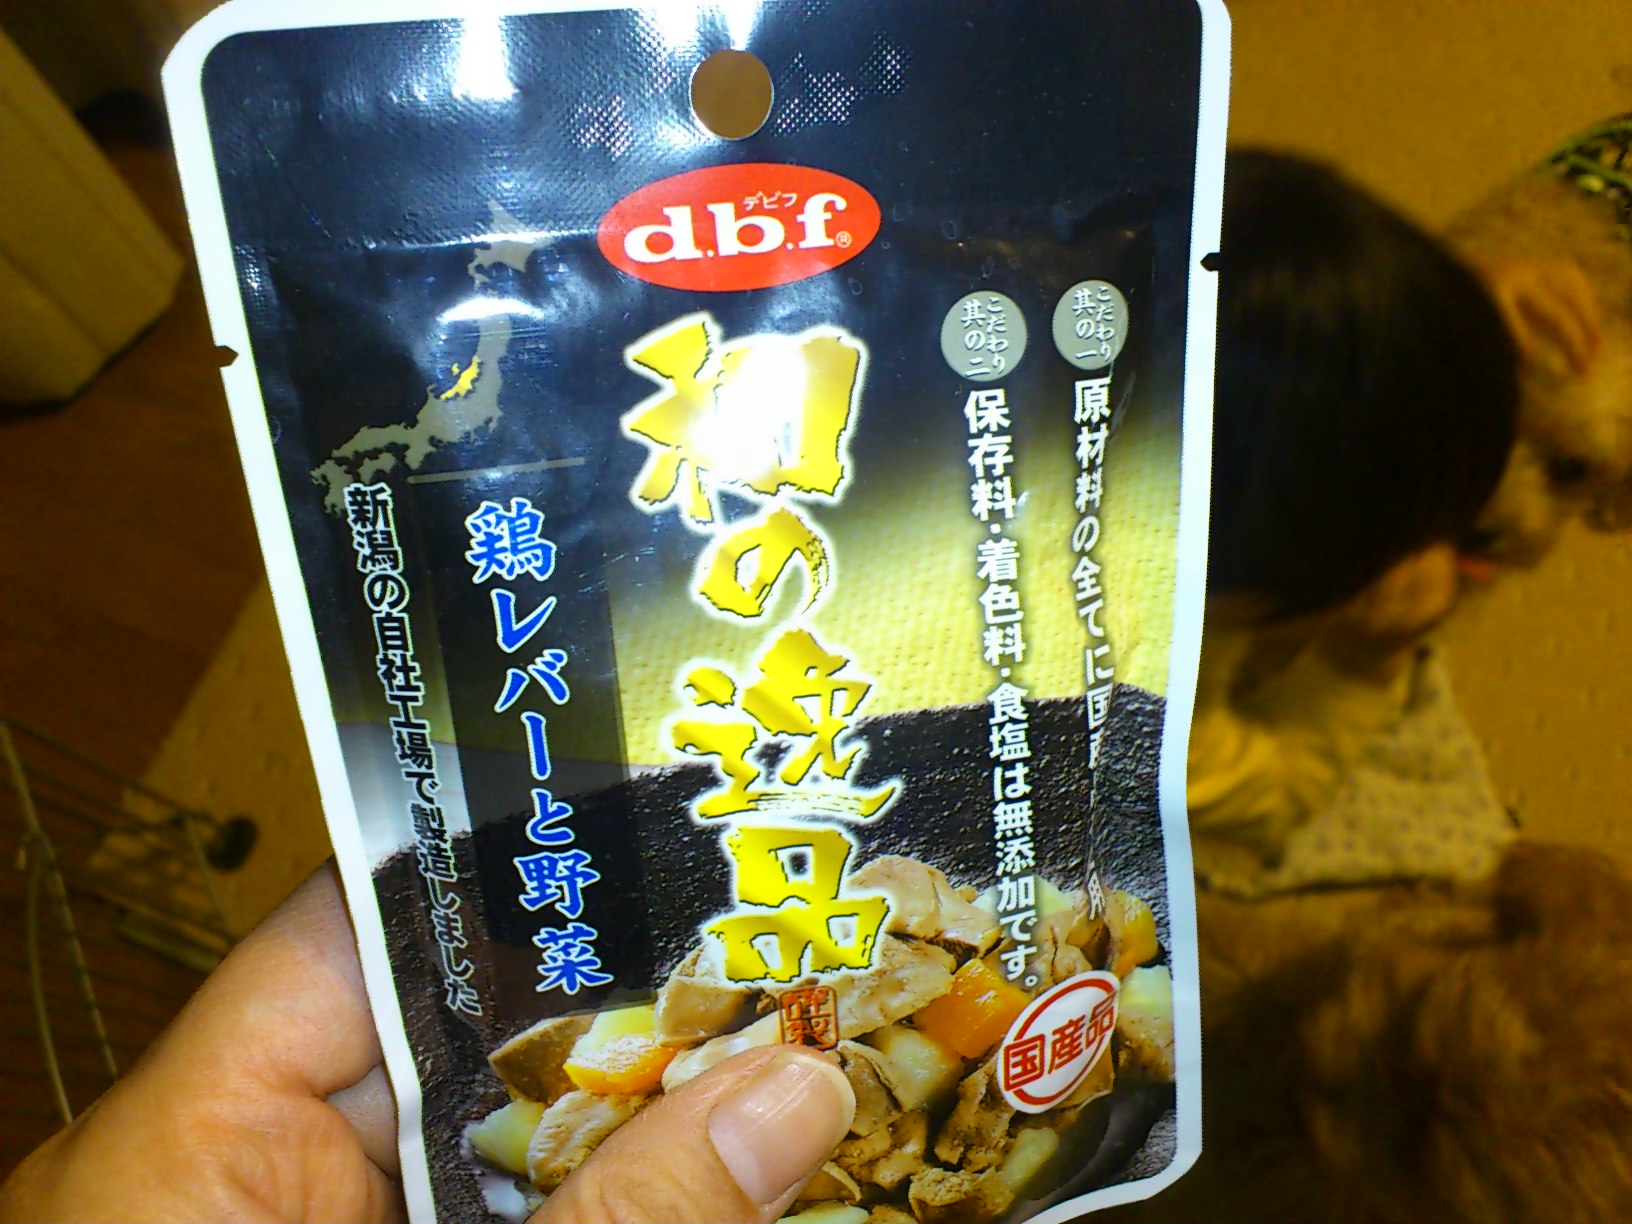 デビフ
d.b.f®
こだわり
其の一
原材料の全てに国産
こだわり
其の二
保存料・着色料・食塩は無添加です。
和の逸品
鶏レバーと野菜
新潟の自社工場で製造しました
国産品